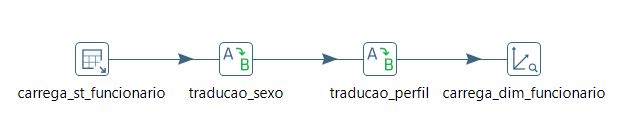 A
B
A
B
carrega_st_funcionario
traducao_sexo
traducao_perfil
carrega_dim_funcionario